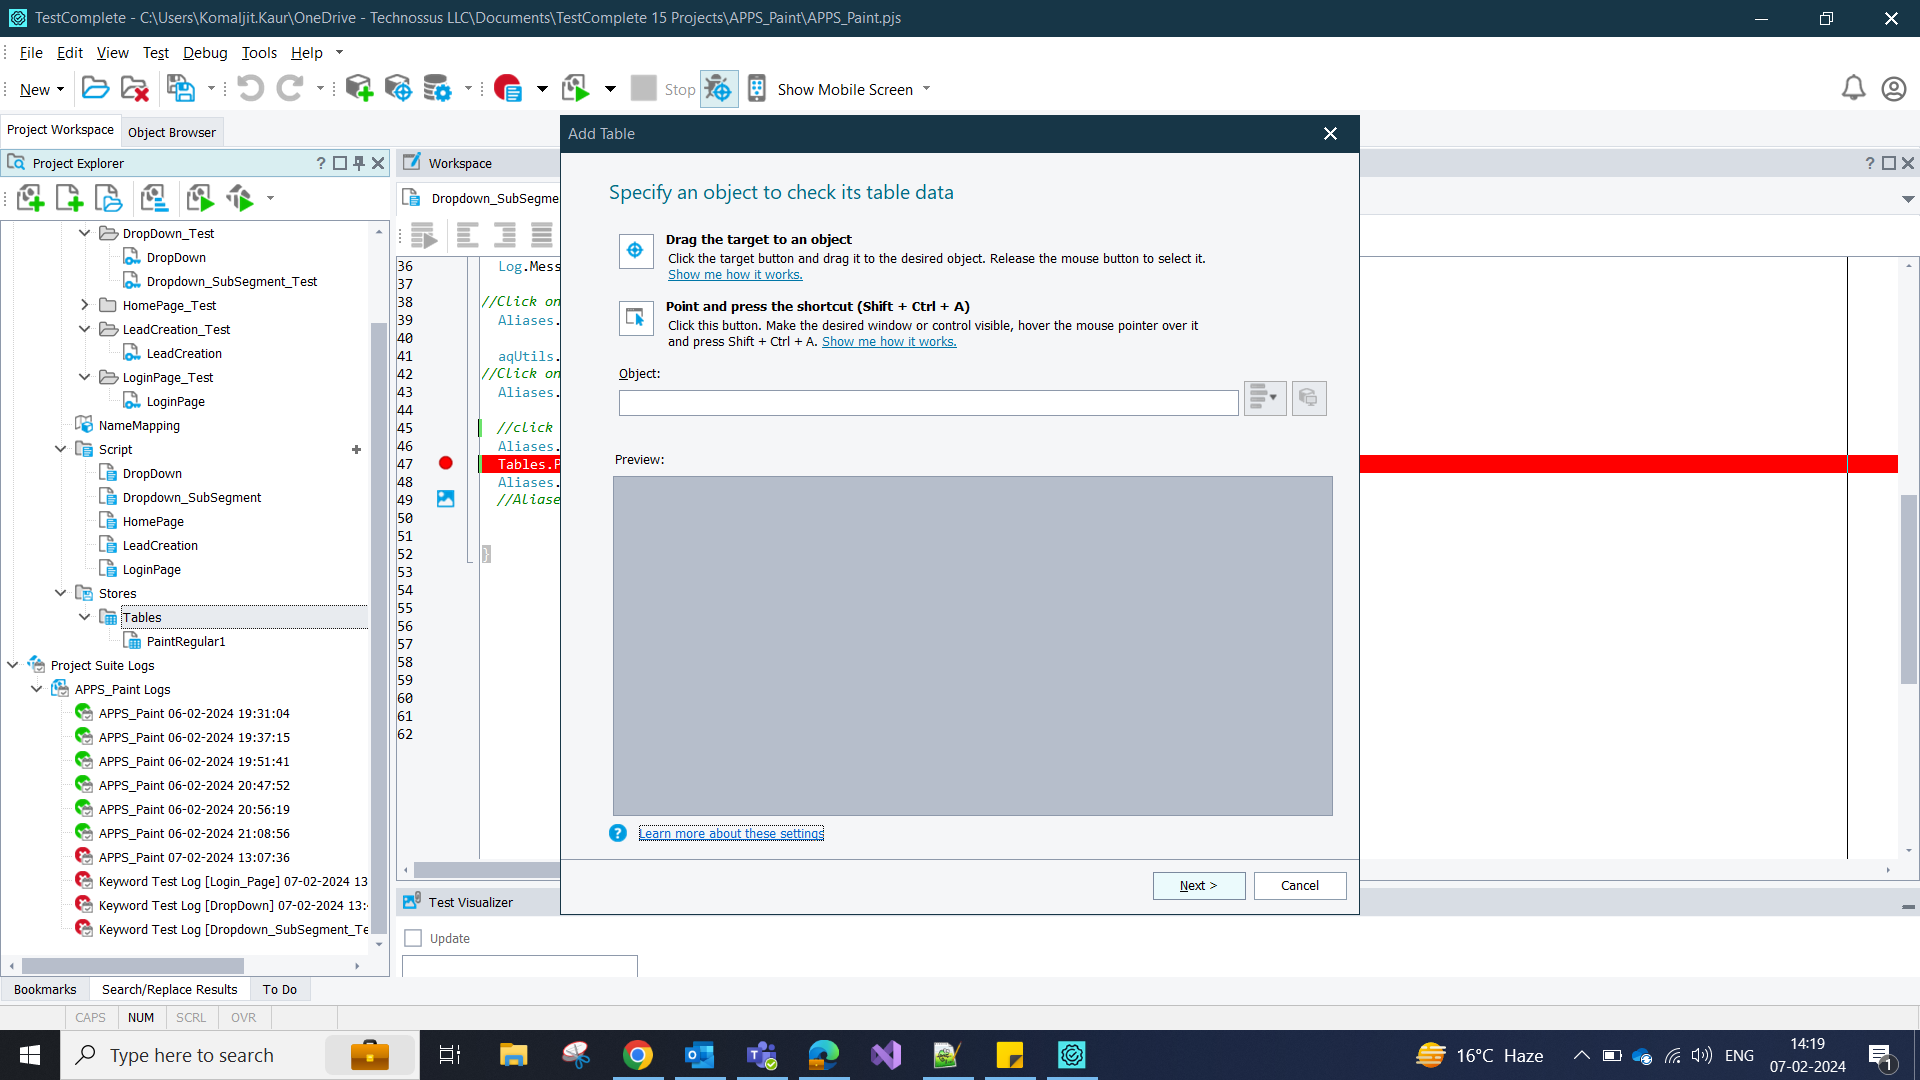 TestComplete - C:\Users\Komaljit.Kaur\OneDrive - Technossus LLC\Documents\TestComplete 15 Projects\APPS_Paint\APPS_Paint.pjs
File Edit View Test Debug Tools Help
New Stop Show Mobile Screen
Project Workspace Object Browser
Project Explorer
DropDown_Test
DropDown
Dropdown_SubSegment_Test
HomePage_Test
LeadCreation_Test
LeadCreation
LoginPage_Test
LoginPage
NameMapping
Script
DropDown
Dropdown_SubSegment
HomePage
LeadCreation
LoginPage
Stores
Tables
PaintRegular1
Project Suite Logs
APPS_Paint Logs
APPS_Paint 06-02-2024 19:31:04
APPS_Paint 06-02-2024 19:37:15
APPS_Paint 06-02-2024 19:51:41
APPS_Paint 06-02-2024 20:47:52
APPS_Paint 06-02-2024 20:56:19
APPS_Paint 06-02-2024 21:08:56
APPS_Paint 07-02-2024 13:07:36
Keyword Test Log [Login_Page] 07-02-2024 13
Keyword Test Log [DropDown] 07-02-2024 13:
Keyword Test Log [Dropdown_SubSegment_Te
Bookmarks Search/Replace Results To Do
CAPS NUM SCRL OVR
Workspace
Dropdown_SubSegme
36 Log.Mess
37
38 //Click on
39 Aliases.
40
41 aqUtils.
42 //Click on
43 Aliases.
44
45 //click
46 Aliases.
47 Tables.P
48 Aliases.
49 //Aliase
50
51
52 }
53
54
55
56
57
58
59
60
61
62
Test Visualizer
Update
Add Table
Specify an object to check its table data
Drag the target to an object
Click the target button and drag it to the desired object. Release the mouse button to select it.
Show me how it works.
Point and press the shortcut (Shift + Ctrl + A)
Click this button. Make the desired window or control visible, hover the mouse pointer over it
and press Shift + Ctrl + A. Show me how it works.
Object:
Preview:
Learn more about these settings
Next > Cancel
Type here to search
16°C Haze ENG
14:19
07-02-2024
1